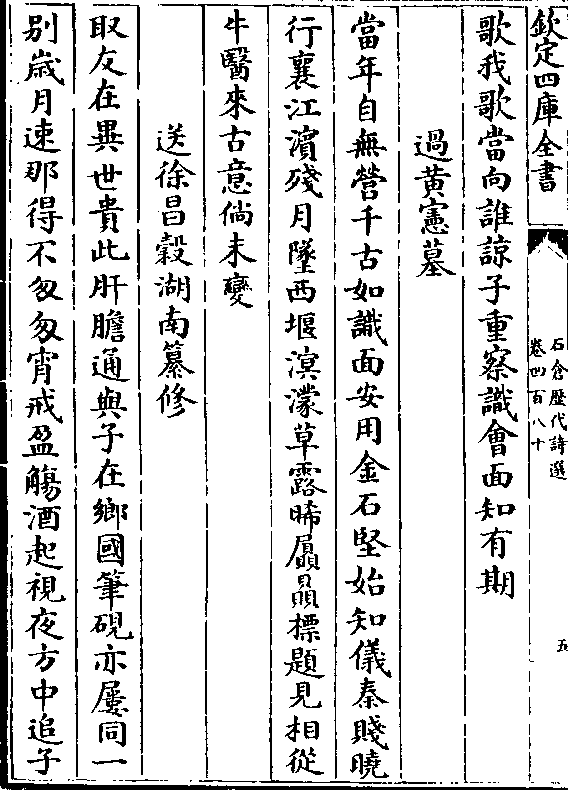 欽定四庫全書
石倉歷代詩選
卷四百八十
五
歌我歌當向誰諒子重察識會面知有期
過黄憲墓
當年自無營千古如識面安用金石堅始知儀秦賤曉
行襄江濵殘月墜西堰溟濛草露晞屭贔標題見相從
牛醫來古意倘未變
送徐昌穀湖南纂修
取友在異世貴此肝膽通與子在鄉國筆硯亦屢同一
别歳月速那得不匆匆宵戒盈觴酒起視夜方中追子